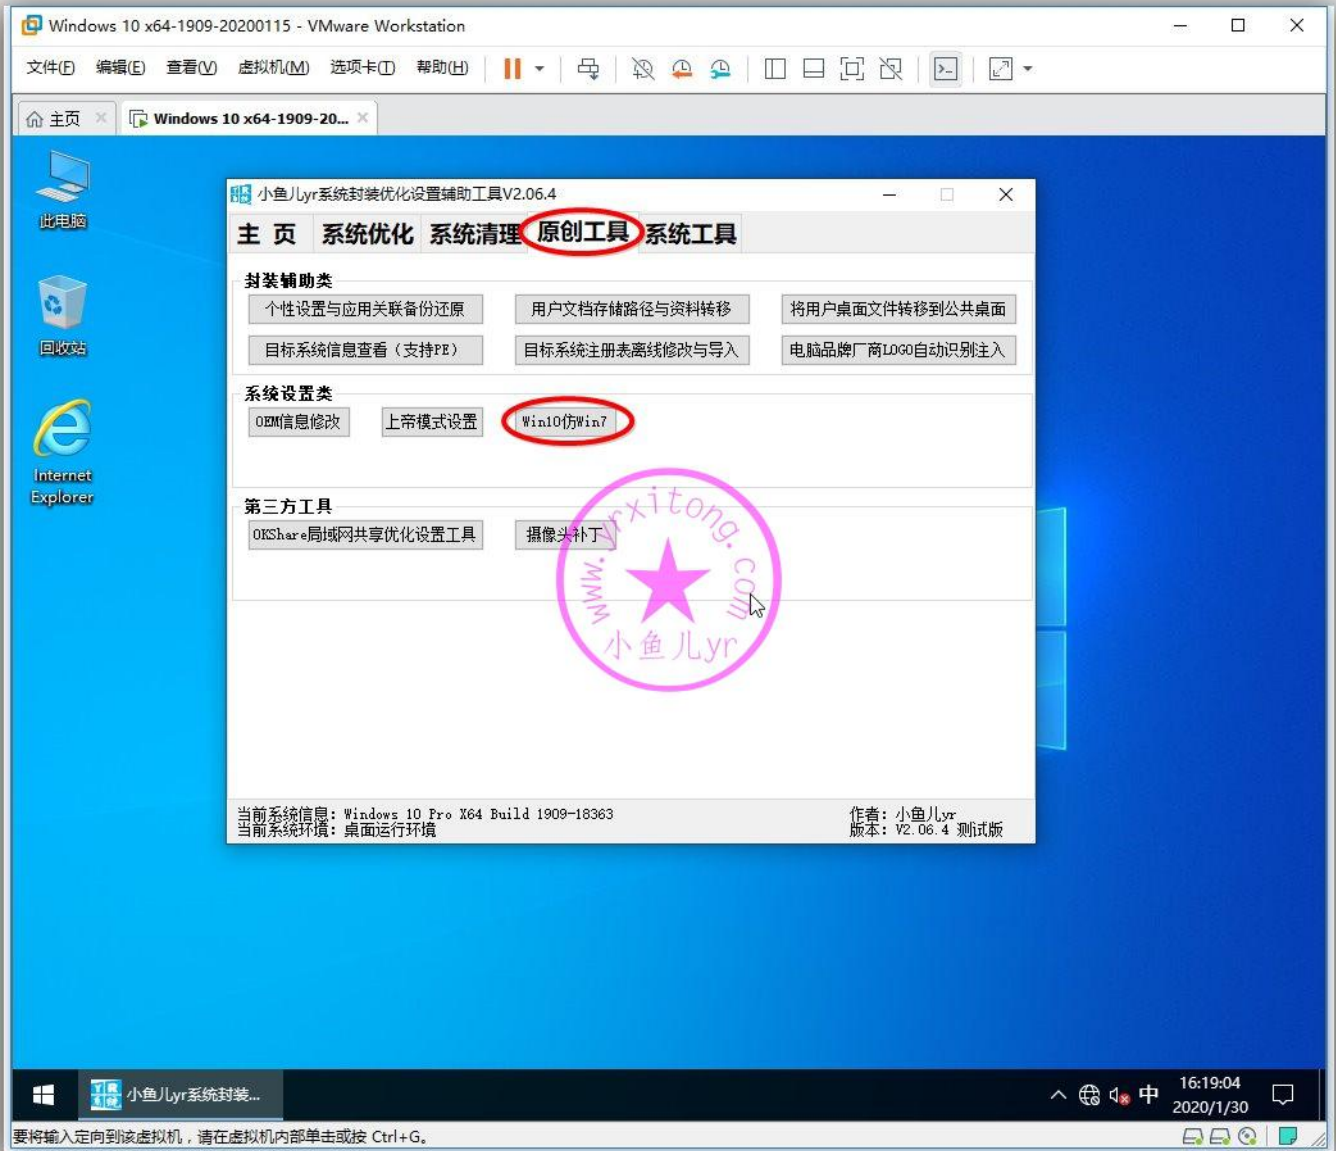 Windows 10 x64-1909-20200115 - VMware Workstation
文件(F) 编辑(E) 查看(V) 虚拟机(M) 选项卡(T) 帮助(H)
主页 Windows 10 x64-1909-20...
此电脑
回收站
Internet
Explorer
小鱼儿yr系统封装优化设置辅助工具V2.06.4
主 页 系统优化 系统清理 原创工具 系统工具
封装辅助类
个性设置与应用关联备份还原 用户文档存储路径与资料转移 将用户桌面文件转移到公共桌面
目标系统信息查看（支持PE） 目标系统注册表离线修改与导入 电脑品牌厂商LOGO自动识别注入
系统设置类
OEM信息修改 上帝模式设置 Win10仿Win7
第三方工具
OKShare局域网共享优化设置工具 摄像头补丁
www.yrxitong.com
小鱼儿yr
当前系统信息：Windows 10 Pro X64 Build 1909-18363 作者：小鱼儿yr
当前系统环境：桌面运行环境 版本：V2.06.4 测试版
小鱼儿yr系统封装... 中 16:19:04
2020/1/30
要将输入定向到该虚拟机，请在虚拟机内部单击或按 Ctrl+G。